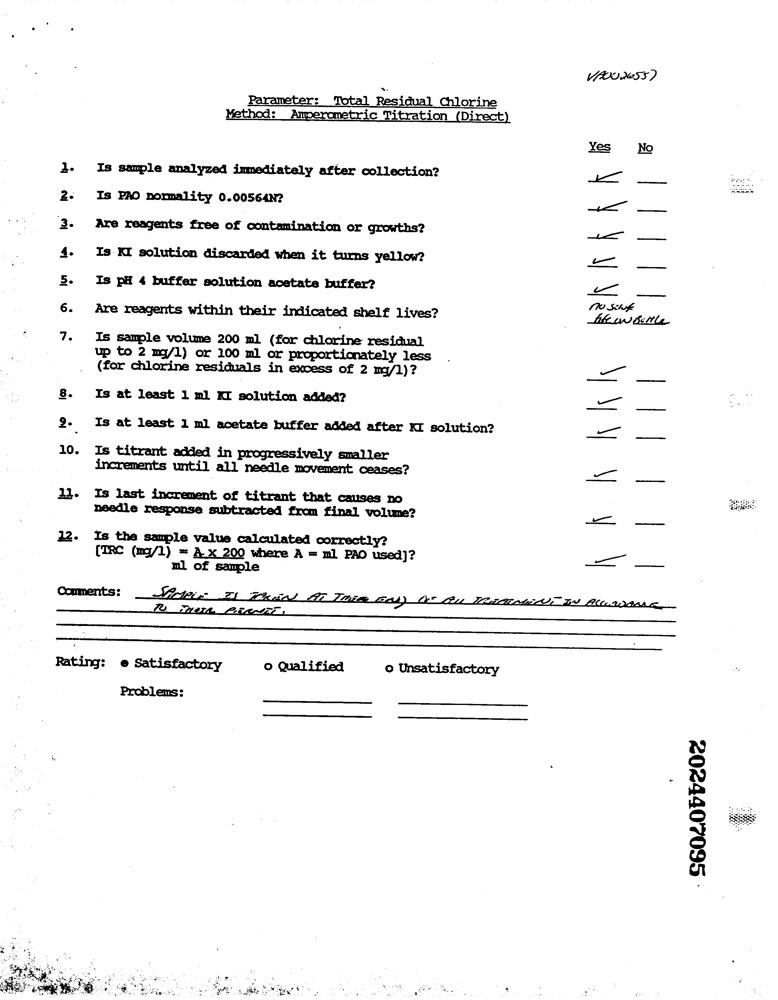 VA0026557
Parameter: Total Residual Chlorine
Method: Amperometric Titration (Direct)
Yes No
1. Is sample analyzed immediately after collection?
2. Is PAO normality 0.00564N?
3. Are reagents free of contamination or growths?
4. Is KI solution discarded when it turns yellow?
5. Is pH 4 buffer solution acetate buffer?
6. Are reagents within their indicated shelf lives? no shelf
life on Bottle
7. Is sample volume 200 ml (for chlorine residual
up to 2 mg/l) or 100 ml or proportionately less
(for chlorine residuals in excess of 2 mg/l)?
8. Is at least 1 ml KI solution added?
9. Is at least 1 ml acetate buffer added after KI solution?
10. Is titrant added in progressively smaller
increments until all needle movement ceases?
11. Is last increment of titrant that causes no
needle response subtracted from final volume?
12. Is the sample value calculated correctly?
[TRC (mg/l) = A x 200 where A = ml PAO used]?
ml of sample
Comments: SAMPLE IS TAKEN AT THEIR END OF ALL TREATMENT IN ACCORDANCE
TO THEIR PERMIT.
Rating: Satisfactory o Qualified o Unsatisfactory
Problems:
2024407095